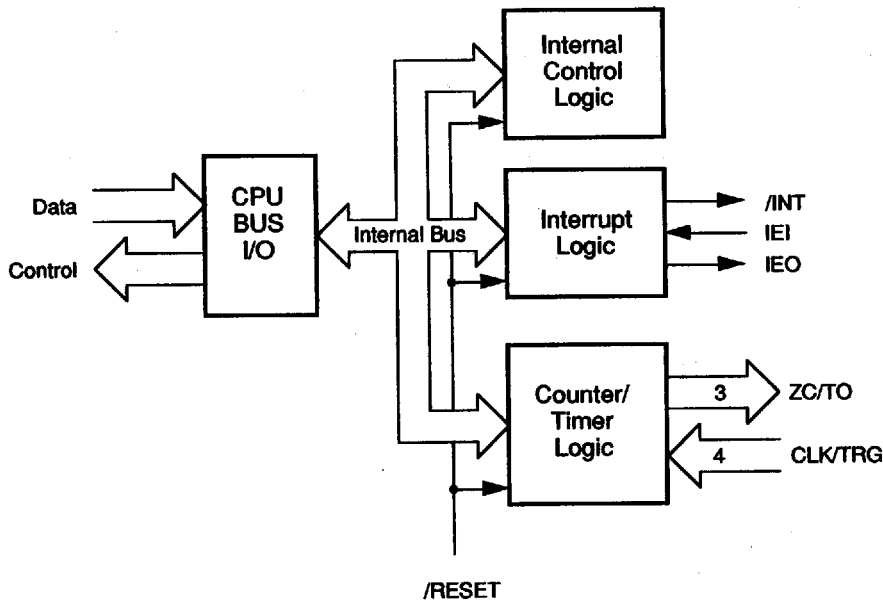 Internal
Control
Logic
Data
Control
CPU
BUS
I/O
Internal Bus
Interrupt
Logic
/INT
IEI
IEO
Counter/
Timer
Logic
3
ZC/TO
4
CLK/TRG
/RESET